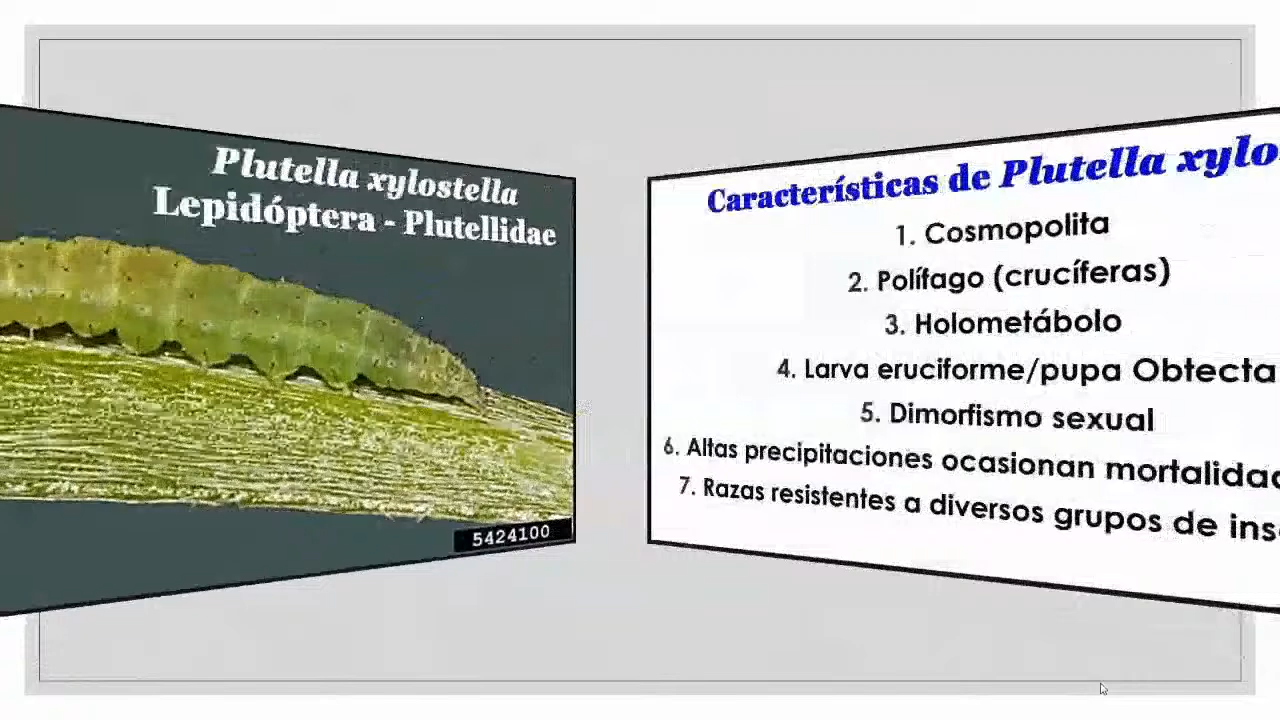 Plutella xylostella
Lepidóptera - Plutellidae
5424100
Características de Plutella
1. Cosmopolita
2. Polífago (crucíferas)
3. Holometábolo
4. Larva eruciforme/pupa Obtecta
5. Dimorfismo sexual
6. Altas precipitaciones ocasionan
7. Razas resistentes a diversos grupos de